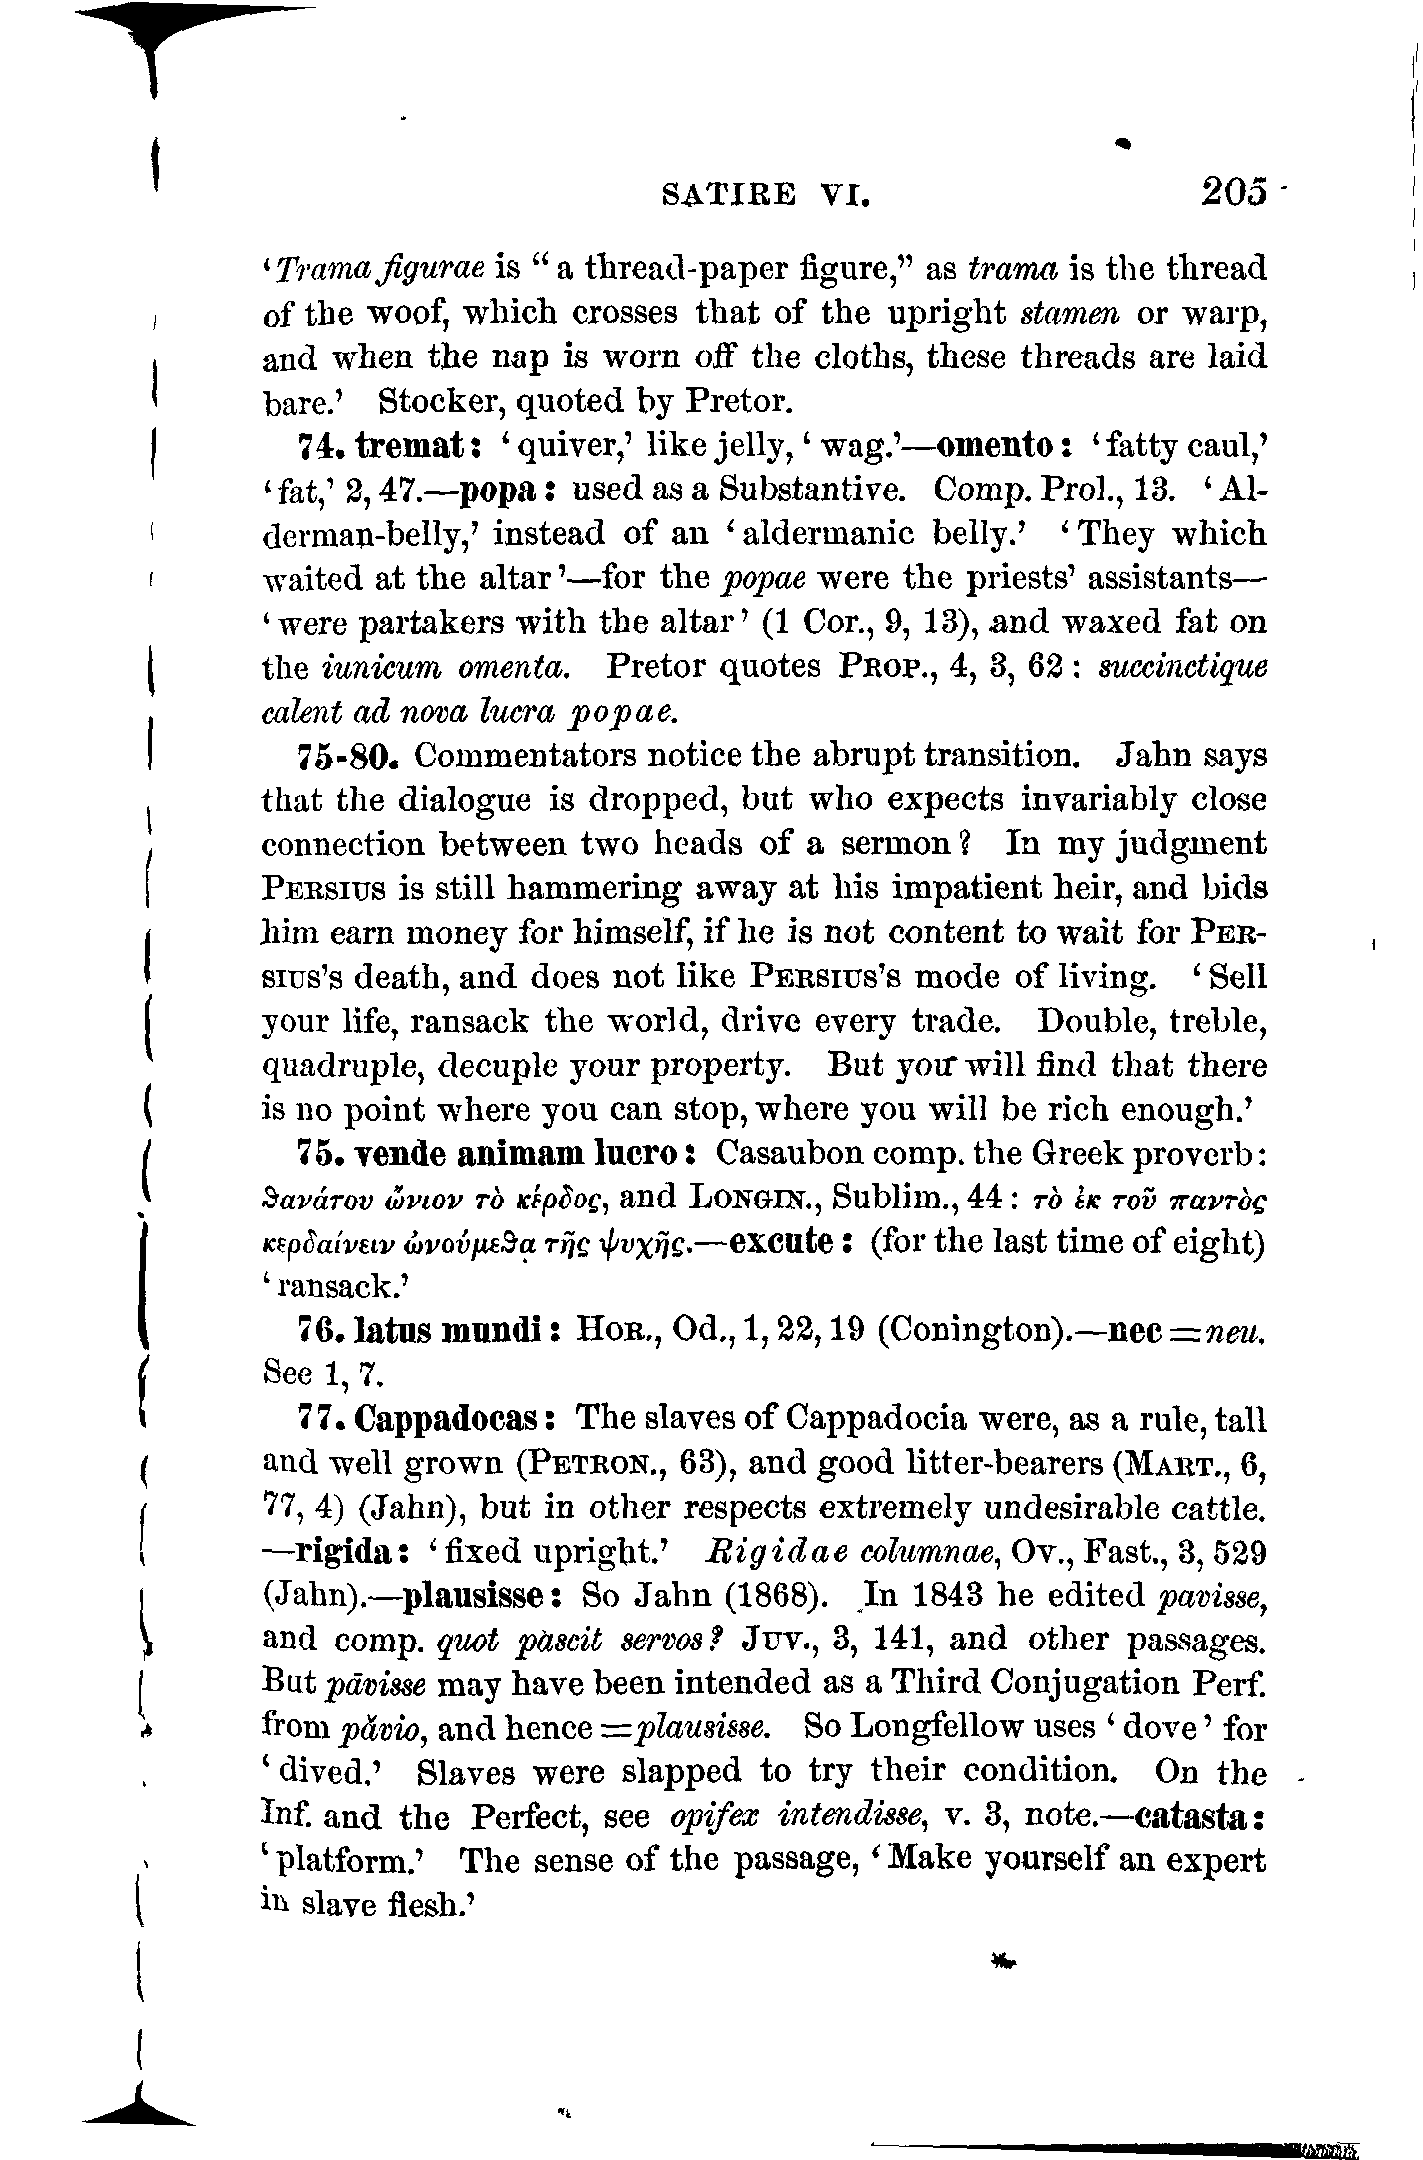 SATIRE VI. 205
‘Trama figurae is “a thread-paper figure,” as trama is the thread
of the woof, which crosses that of the upright stamen or warp,
and when the nap is worn off the cloths, these threads are laid
bare.’ Stocker, quoted by Pretor.
74. tremat: ‘quiver,’ like jelly, ‘wag.’—omento: ‘fatty caul,’
‘fat,’ 2, 47.—popa: used as a Substantive. Comp. Prol., 13. ‘Al-
derman-belly,’ instead of an ‘aldermanic belly.’ ‘They which
waited at the altar’—for the popae were the priests’ assistants—
‘were partakers with the altar’ (1 Cor., 9, 13), and waxed fat on
the iunicum omenta. Pretor quotes PROP., 4, 3, 62: succinctique
calent ad nova lucra popae.
75-80. Commentators notice the abrupt transition. Jahn says
that the dialogue is dropped, but who expects invariably close
connection between two heads of a sermon? In my judgment
PERSIUS is still hammering away at his impatient heir, and bids
him earn money for himself, if he is not content to wait for PER-
SIUS’s death, and does not like PERSIUS’s mode of living. ‘Sell
your life, ransack the world, drive every trade. Double, treble,
quadruple, decuple your property. But you will find that there
is no point where you can stop, where you will be rich enough.’
75. vende animam lucro: Casaubon comp. the Greek proverb:
ϑανάτου ὤνιον τὸ κέρδος, and LONGIN., Sublim., 44: τὸ ἐκ τοῦ παντὸς
κερδαίνειν ὠνούμεϑα τῆς ψυχῆς.—excute: (for the last time of eight)
‘ransack.’
76. latus mundi: HOR., Od., 1, 22, 19 (Conington).—nec = neu.
See 1, 7.
77. Cappadocas: The slaves of Cappadocia were, as a rule, tall
and well grown (PETRON., 63), and good litter-bearers (MART., 6,
77, 4) (Jahn), but in other respects extremely undesirable cattle.
—rigida: ‘fixed upright.’ Rigidae columnae, OV., Fast., 3, 529
(Jahn).—plausisse: So Jahn (1868). In 1843 he edited pavisse,
and comp. quot pascit servos? JUV., 3, 141, and other passages.
But pāvisse may have been intended as a Third Conjugation Perf.
from păvio, and hence = plausisse. So Longfellow uses ‘dove’ for
‘dived.’ Slaves were slapped to try their condition. On the
Inf. and the Perfect, see opifex intendisse, v. 3, note.—catasta:
‘platform.’ The sense of the passage, ‘Make yourself an expert
in slave flesh.’